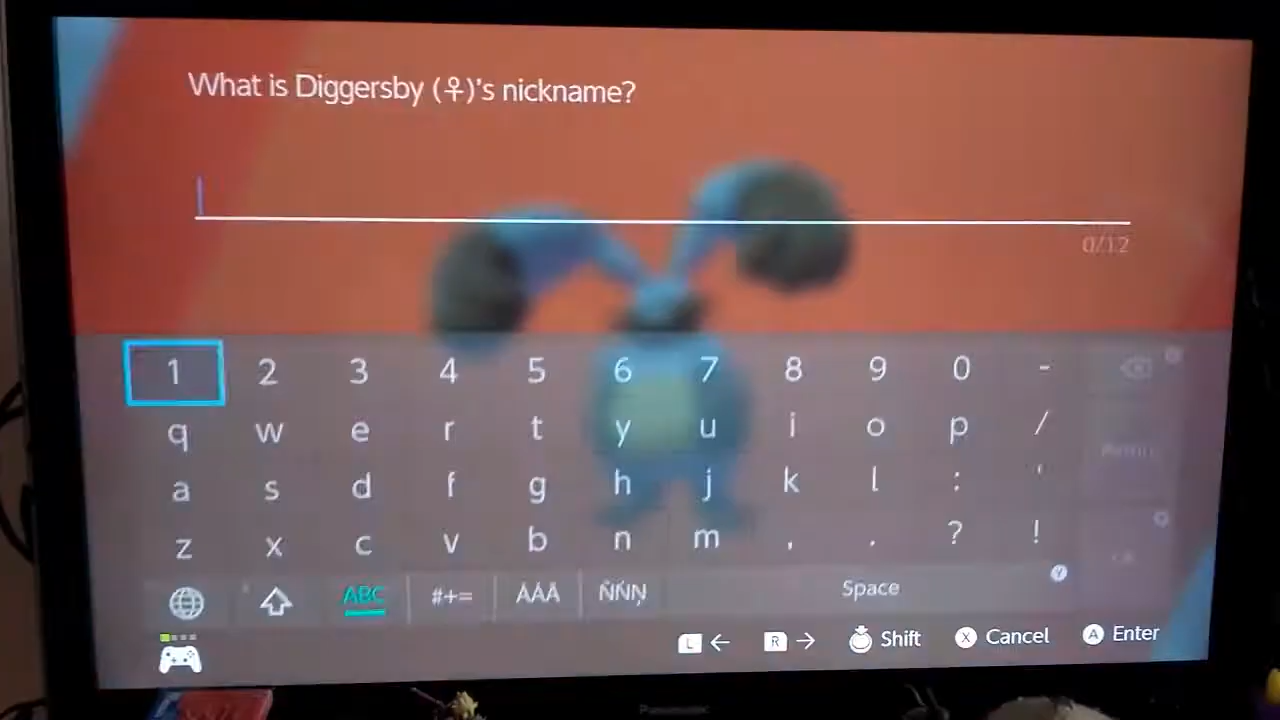 What is Diggersby (♀)'s nickname?
0/12
1 2 3 4 5 6 7 8 9 0 -
q w e r t y u i o p /
a s d f g h j k l : '
z x c v b n m , . ? !
ABC #+= ÀÁÂ ÑŃŅ Space Y
L ← R → Shift X Cancel A Enter
Panasonic